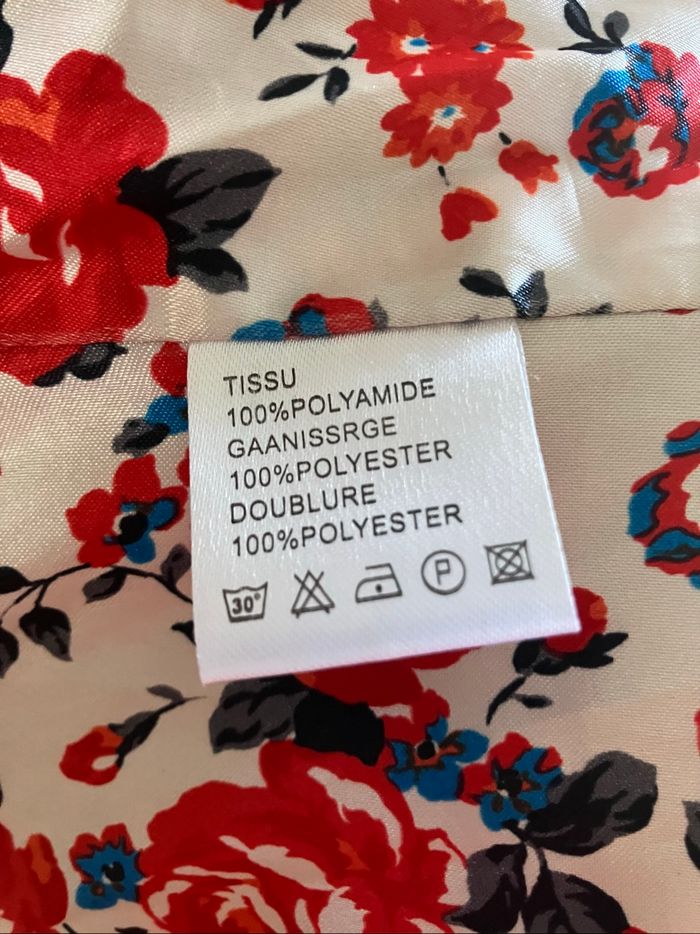 TISSU
100%POLYAMIDE
GAANISSRGE
100%POLYESTER
DOUBLURE
100%POLYESTER
30° P